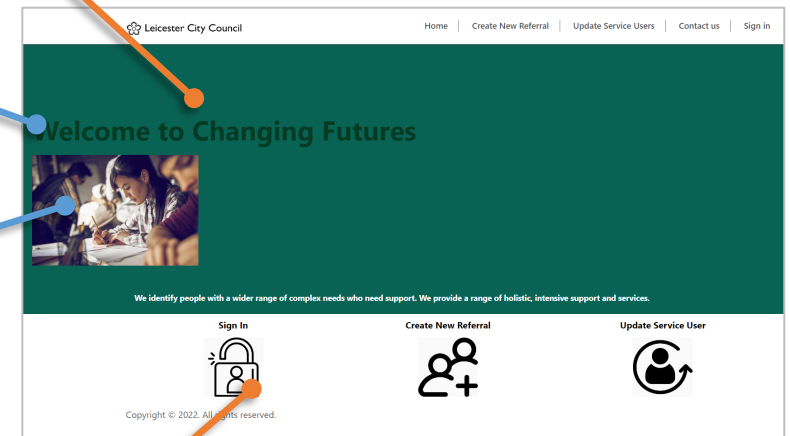 Leicester City Council
Home Create New Referral Update Service Users Contact us Sign in
Welcome to Changing Futures
We identify people with a wider range of complex needs who need support. We provide a range of holistic, intensive support and services.
Sign In Create New Referral Update Service User
Copyright © 2022. All rights reserved.